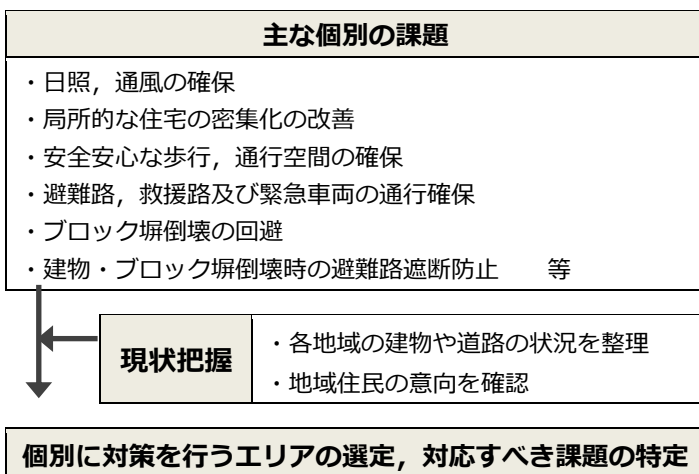 主な個別の課題
・日照，通風の確保
・局所的な住宅の密集化の改善
・安全安心な歩行，通行空間の確保
・避難路，救援路及び緊急車両の通行確保
・ブロック塀倒壊の回避
・建物・ブロック塀倒壊時の避難路遮断防止　　等
現状把握
・各地域の建物や道路の状況を整理
・地域住民の意向を確認
個別に対策を行うエリアの選定，対応すべき課題の特定